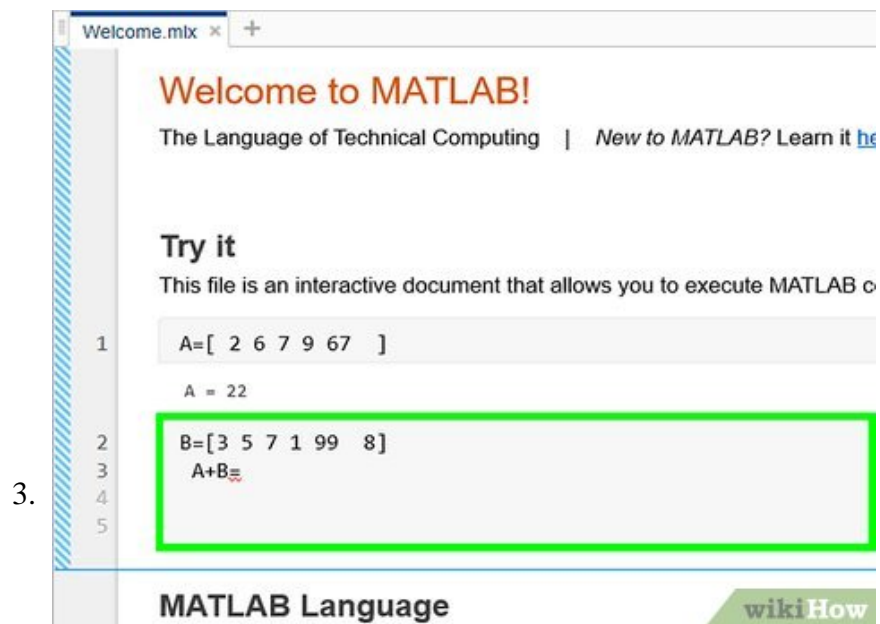 Welcome.mlx × +
Welcome to MATLAB!
The Language of Technical Computing | New to MATLAB? Learn it
Try it
This file is an interactive document that allows you to execute MATLAB
1 A=[ 2 6 7 9 67 ]
A = 22
2 B=[3 5 7 1 99 8]
3 A+B=
4
5
3.
MATLAB Language
wikiHow